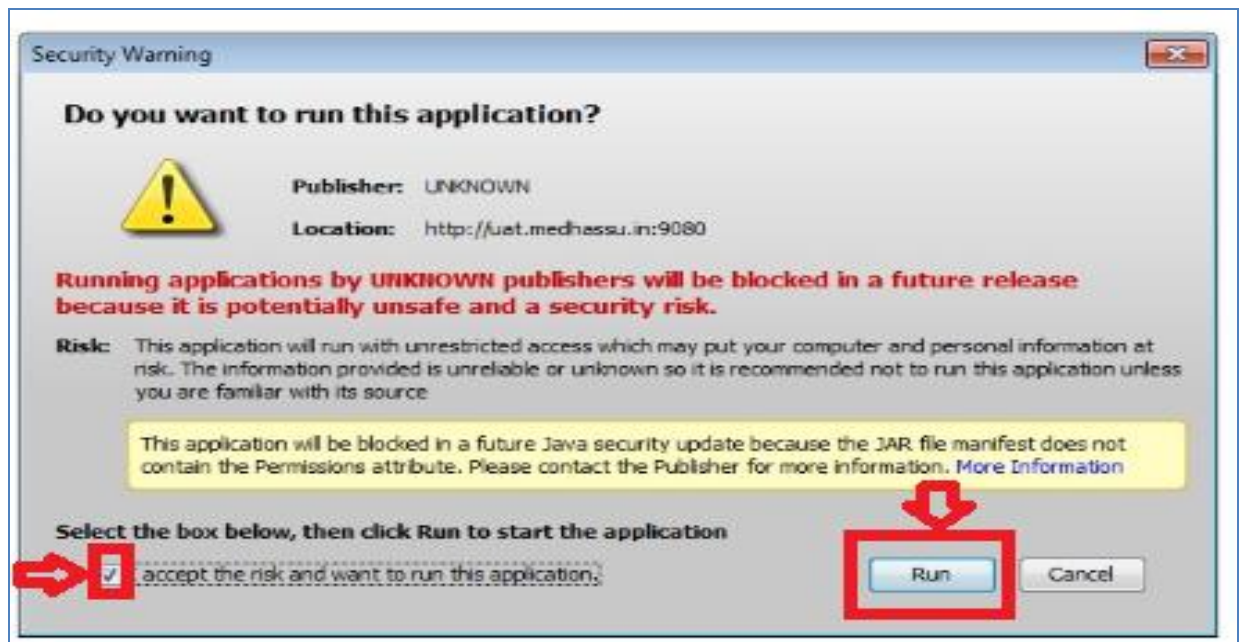 Security Warning
Do you want to run this application?
Publisher: UNKNOWN
Location: http://uat.medhassu.in:9080
Running applications by UNKNOWN publishers will be blocked in a future release
because it is potentially unsafe and a security risk.
Risk: This application will run with unrestricted access which may put your computer and personal information at
risk. The information provided is unreliable or unknown so it is recommended not to run this application unless
you are familiar with its source
This application will be blocked in a future Java security update because the JAR file manifest does not
contain the Permissions attribute. Please contact the Publisher for more information. More Information
Select the box below, then click Run to start the application
accept the risk and want to run this application.
Run Cancel